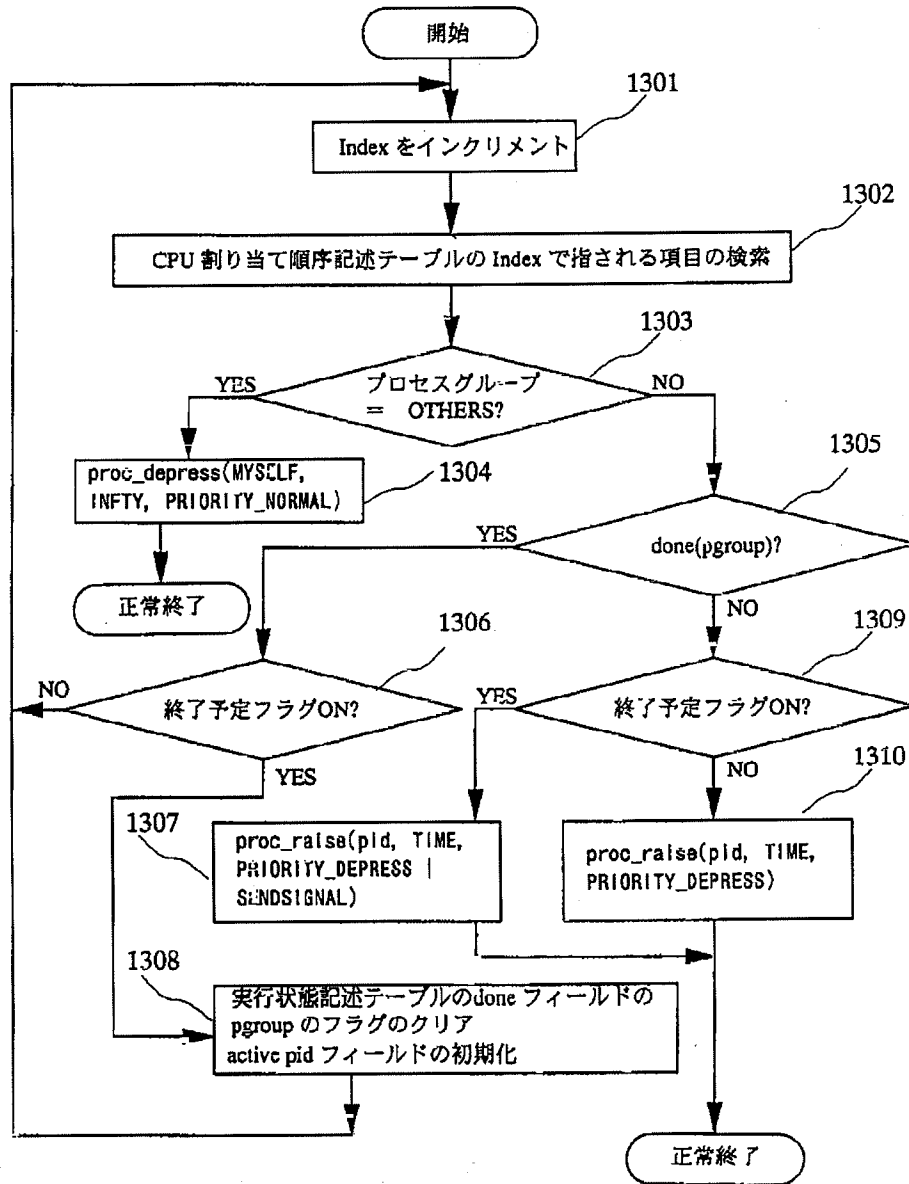 開始
1301
Index をインクリメント
1302
CPU 割り当て順序記述テーブルの Index で指される項目の検索
1303
プロセスグループ
= OTHERS?
YES
NO
1304
proc_depress(MYSELF,
INFTY, PRIORITY_NORMAL)
正常終了
1305
done(pgroup)?
YES
NO
1306
終了予定フラグON?
NO
YES
1309
終了予定フラグON?
YES
NO
1307
proc_raise(pid, TIME,
PRIORITY_DEPRESS |
SENDSIGNAL)
1310
proc_raise(pid, TIME,
PRIORITY_DEPRESS)
1308
実行状態記述テーブルのdone フィールドの
pgroup のフラグのクリア
active pid フィールドの初期化
正常終了